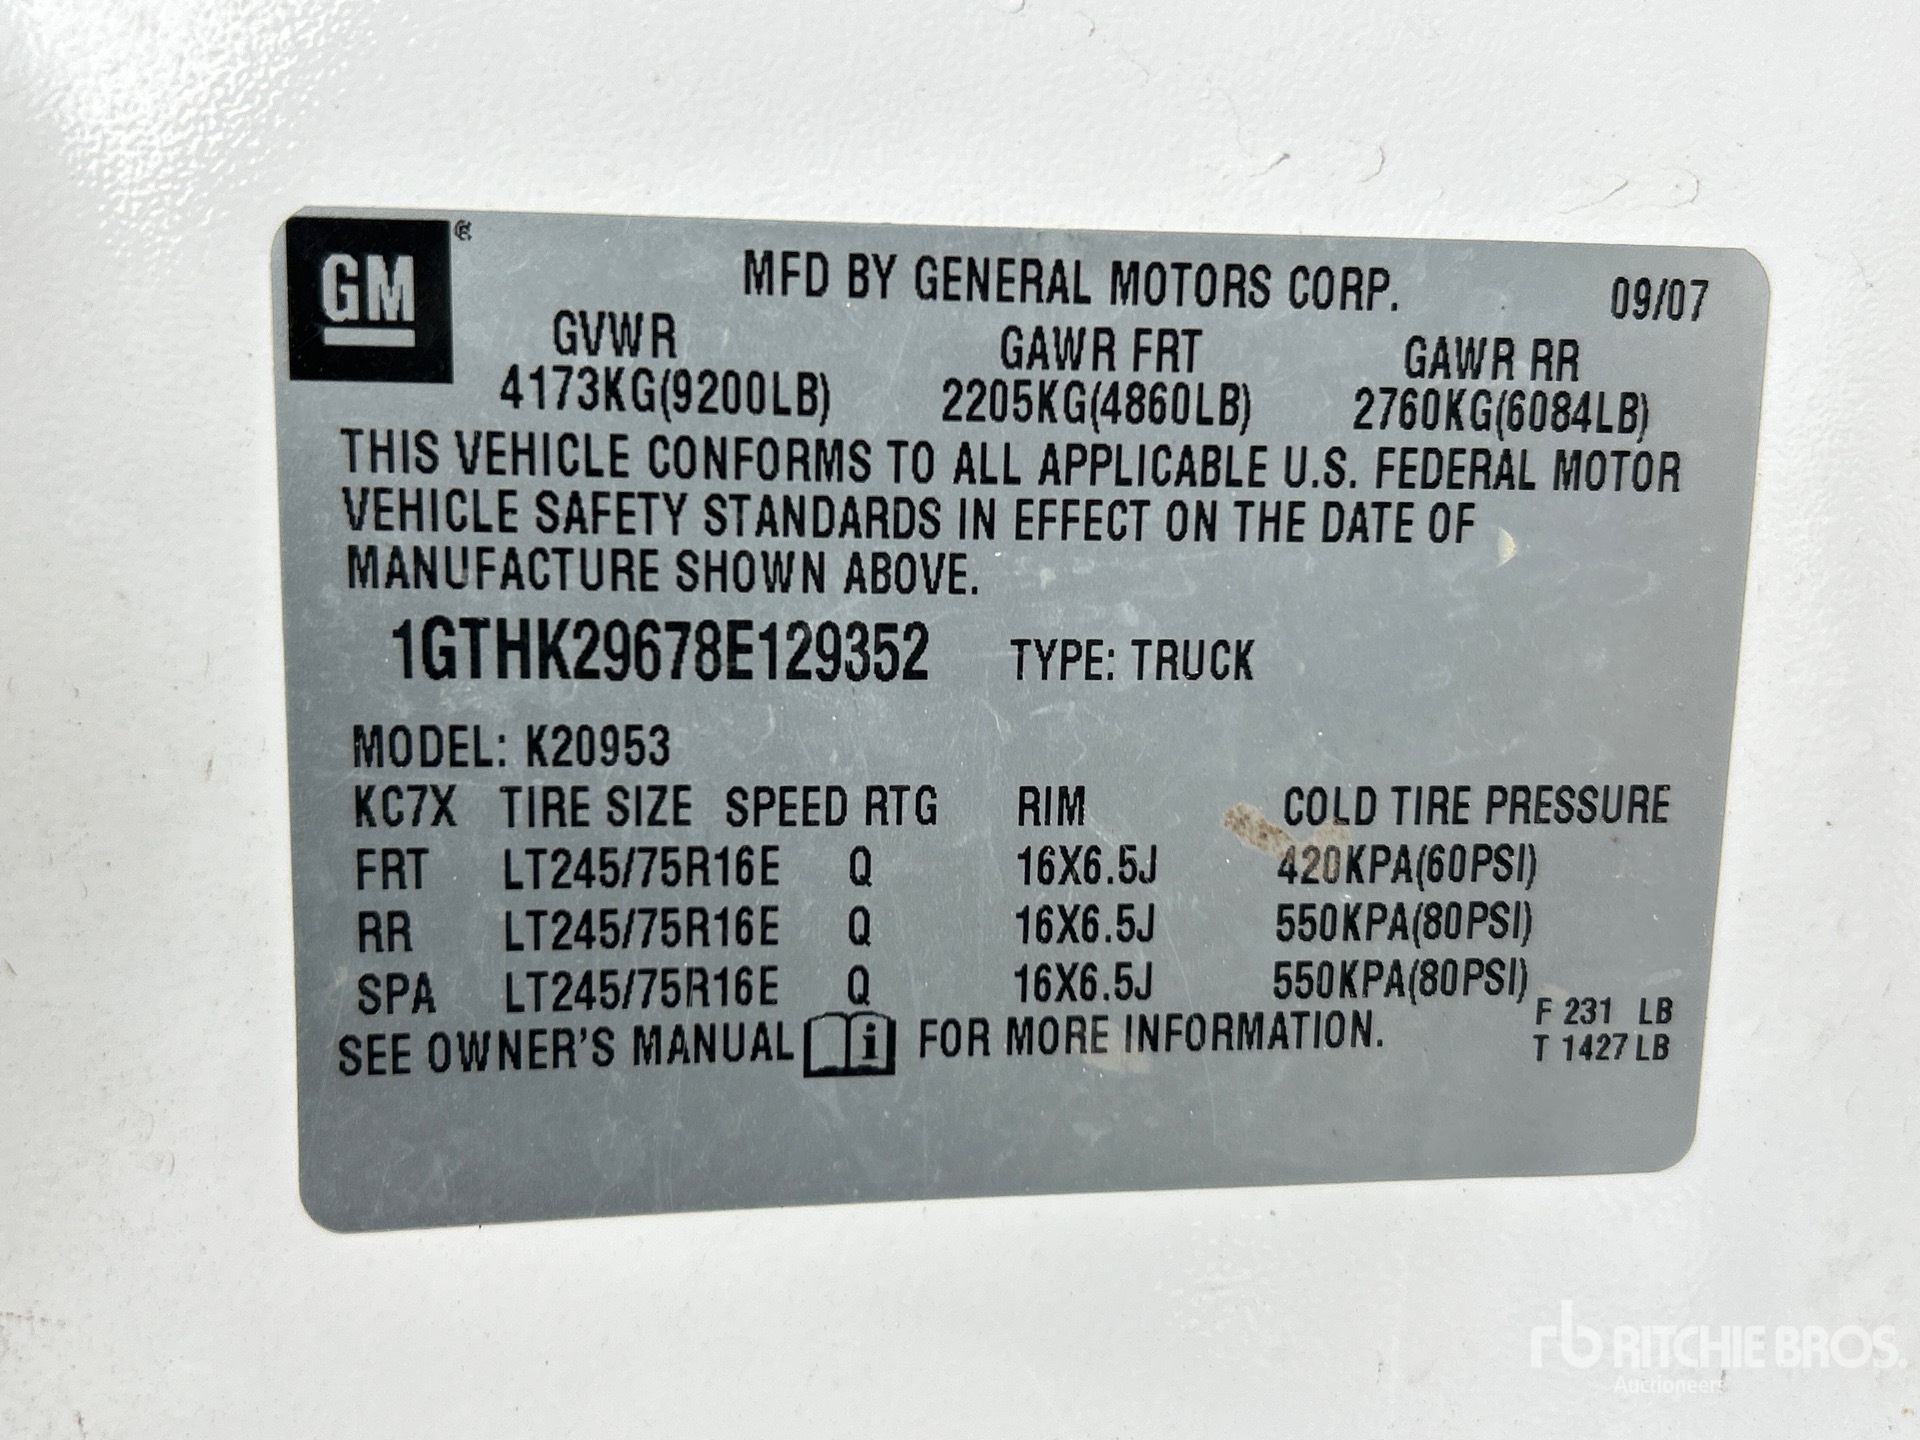 GM ®
MFD BY GENERAL MOTORS CORP. 09/07
GVWR GAWR FRT GAWR RR
4173KG(9200LB) 2205KG(4860LB) 2760KG(6084LB)
THIS VEHICLE CONFORMS TO ALL APPLICABLE U.S. FEDERAL MOTOR
VEHICLE SAFETY STANDARDS IN EFFECT ON THE DATE OF
MANUFACTURE SHOWN ABOVE.
1GTHK29678E129352 TYPE: TRUCK
MODEL: K20953
KC7X TIRE SIZE SPEED RTG RIM COLD TIRE PRESSURE
FRT LT245/75R16E Q 16X6.5J 420KPA(60PSI)
RR LT245/75R16E Q 16X6.5J 550KPA(80PSI)
SPA LT245/75R16E Q 16X6.5J 550KPA(80PSI)
F 231 LB
SEE OWNER'S MANUAL i FOR MORE INFORMATION. T 1427 LB
rb RITCHIE BROS.
Auctioneers